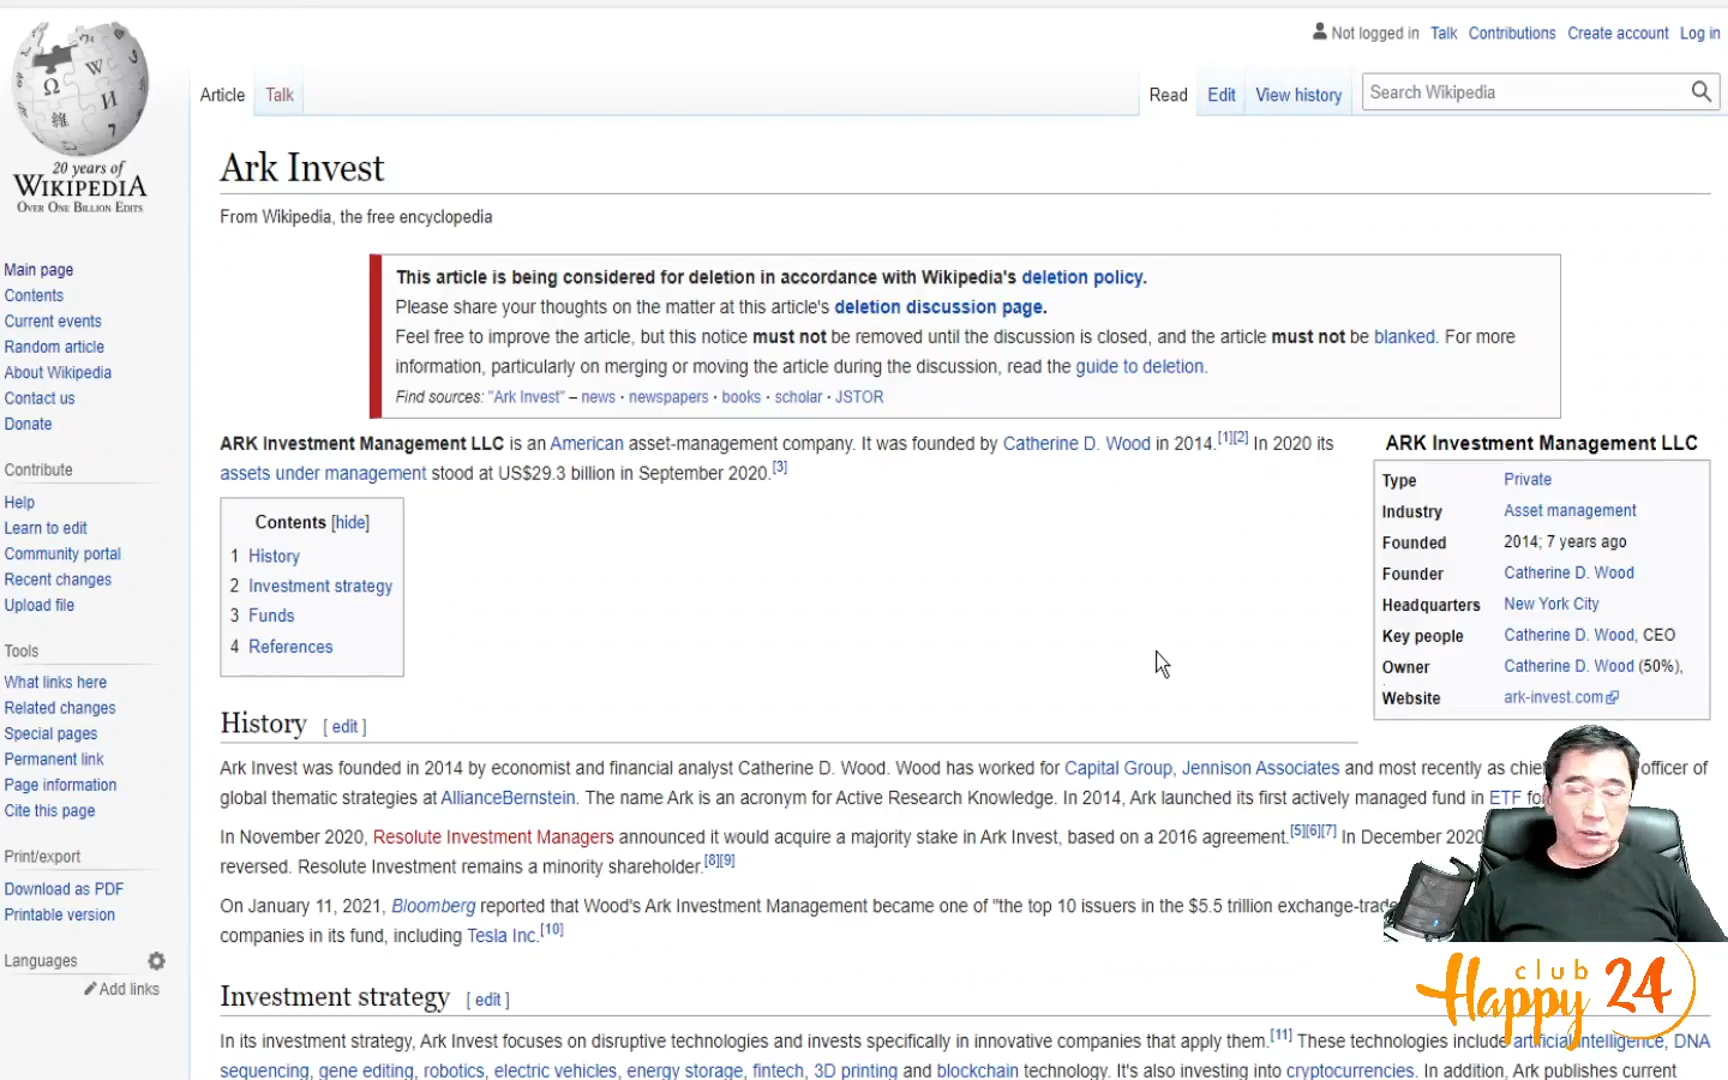 Not logged in Talk Contributions Create account Log in
Article Talk Read Edit View history Search Wikipedia
20 years of
WIKIPEDIA
OVER ONE BILLION EDITS
Main page
Contents
Current events
Random article
About Wikipedia
Contact us
Donate
Contribute
Help
Learn to edit
Community portal
Recent changes
Upload file
Tools
What links here
Related changes
Special pages
Permanent link
Page information
Cite this page
Print/export
Download as PDF
Printable version
Languages
Add links
Ark Invest
From Wikipedia, the free encyclopedia
This article is being considered for deletion in accordance with Wikipedia's deletion policy.
Please share your thoughts on the matter at this article's deletion discussion page.
Feel free to improve the article, but this notice must not be removed until the discussion is closed, and the article must not be blanked. For more
information, particularly on merging or moving the article during the discussion, read the guide to deletion.
Find sources: "Ark Invest" – news · newspapers · books · scholar · JSTOR
ARK Investment Management LLC is an American asset-management company. It was founded by Catherine D. Wood in 2014.[1][2] In 2020 its
assets under management stood at US$29.3 billion in September 2020.[3]
Contents [hide]
1 History
2 Investment strategy
3 Funds
4 References
ARK Investment Management LLC
Type Private
Industry Asset management
Founded 2014; 7 years ago
Founder Catherine D. Wood
Headquarters New York City
Key people Catherine D. Wood, CEO
Owner Catherine D. Wood (50%),
Website ark-invest.com
History [ edit ]
Ark Invest was founded in 2014 by economist and financial analyst Catherine D. Wood. Wood has worked for Capital Group, Jennison Associates and most recently as officer of
global thematic strategies at AllianceBernstein. The name Ark is an acronym for Active Research Knowledge. In 2014, Ark launched its first actively managed fund in ETF
In November 2020, Resolute Investment Managers announced it would acquire a majority stake in Ark Invest, based on a 2016 agreement.[5][6][7] In December 2020
reversed. Resolute Investment remains a minority shareholder.[8][9]
On January 11, 2021, Bloomberg reported that Wood's Ark Investment Management became one of "the top 10 issuers in the $5.5 trillion
companies in its fund, including Tesla Inc.[10]
Investment strategy [ edit ]
In its investment strategy, Ark Invest focuses on disruptive technologies and invests specifically in innovative companies that apply them.[11] These technologies include artificial intelligence, DNA
sequencing, gene editing, robotics, electric vehicles, energy storage, fintech, 3D printing and blockchain technology. It's also investing into cryptocurrencies. In addition, Ark publishes current
club
Happy 24